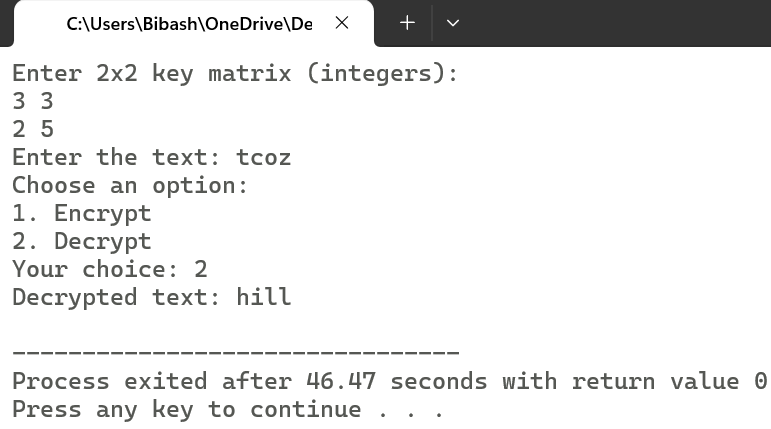 C:\Users\Bibash\OneDrive\De
Enter 2x2 key matrix (integers):
3 3
2 5
Enter the text: tcoz
Choose an option:
1. Encrypt
2. Decrypt
Your choice: 2
Decrypted text: hill
--------------------------------
Process exited after 46.47 seconds with return value 0
Press any key to continue . . .